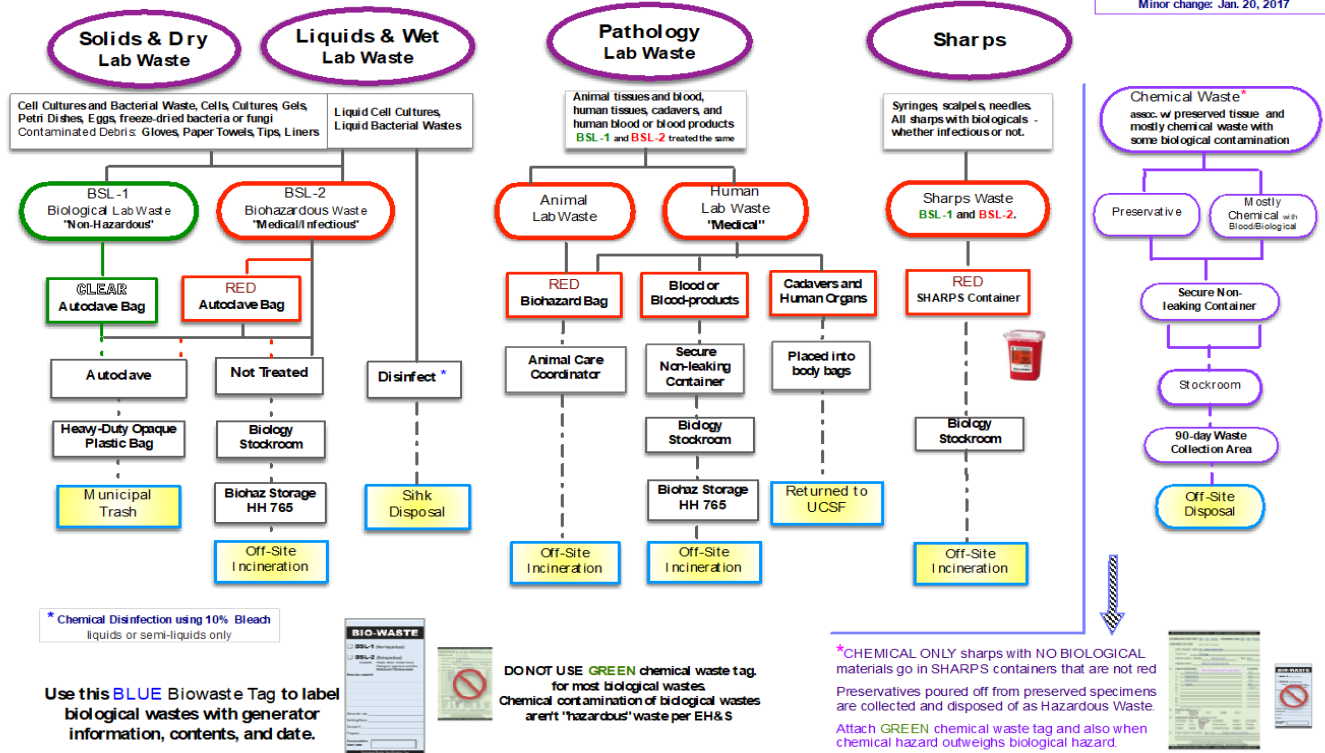 Minor change: Jan. 20, 2017
Solids & Dry
Lab Waste
Liquids & Wet
Lab Waste
Pathology
Lab Waste
Sharps
Cell Cultures and Bacterial Waste, Cells, Cultures, Gels,
Petri Dishes, Eggs, freeze-dried bacteria or fungi
Contaminated Debris: Gloves, Paper Towels, Tips, Liners
Liquid Cell Cultures,
Liquid Bacterial Wastes
Animal tissues and blood,
human tissues, cadavers, and
human blood or blood products
BSL-1 and BSL-2 treated the same
Syringes, scalpels, needles.
All sharps with biologicals -
whether infectious or not.
Chemical Waste*
assoc. w/ preserved tissue and
mostly chemical waste with
some biological contamination
BSL-1
Biological Lab Waste
"Non-Hazardous"
BSL-2
Biohazardous Waste
"Medical/Infectious"
Animal
Lab Waste
Human
Lab Waste
"Medical"
Sharps Waste
BSL-1 and BSL-2.
Preservative
Mostly
Chemical with
Blood/Biological
CLEAR
Autoclave Bag
RED
Autoclave Bag
RED
Biohazard Bag
Blood or
Blood-products
Cadavers and
Human Organs
RED
SHARPS Container
Secure Non-
leaking Container
Autoclave
Not Treated
Disinfect *
Animal Care
Coordinator
Secure
Non-leaking
Container
Placed into
body bags
Stockroom
Heavy-Duty Opaque
Plastic Bag
Biology
Stockroom
Biology
Stockroom
Biology
Stockroom
90-day Waste
Collection Area
Municipal
Trash
Biohaz Storage
HH 765
Sihk
Disposal
Biohaz Storage
HH 765
Returned to
UCSF
Off-Site
Disposal
Off-Site
Incineration
Off-Site
Incineration
Off-Site
Incineration
Off-Site
Incineration
* Chemical Disinfection using 10% Bleach
liquids or semi-liquids only
Use this BLUE Biowaste Tag to label
biological wastes with generator
information, contents, and date.
BIO-WASTE
BSL-1
BSL-2
DO NOT USE GREEN chemical waste tag.
for most biological wastes.
Chemical contamination of biological wastes
aren't "hazardous" waste per EH&S
*CHEMICAL ONLY sharps with NO BIOLOGICAL
materials go in SHARPS containers that are not red
Preservatives poured off from preserved specimens
are collected and disposed of as Hazardous Waste.
Attach GREEN chemical waste tag and also when
chemical hazard outweighs biological hazard.
BIO-WASTE